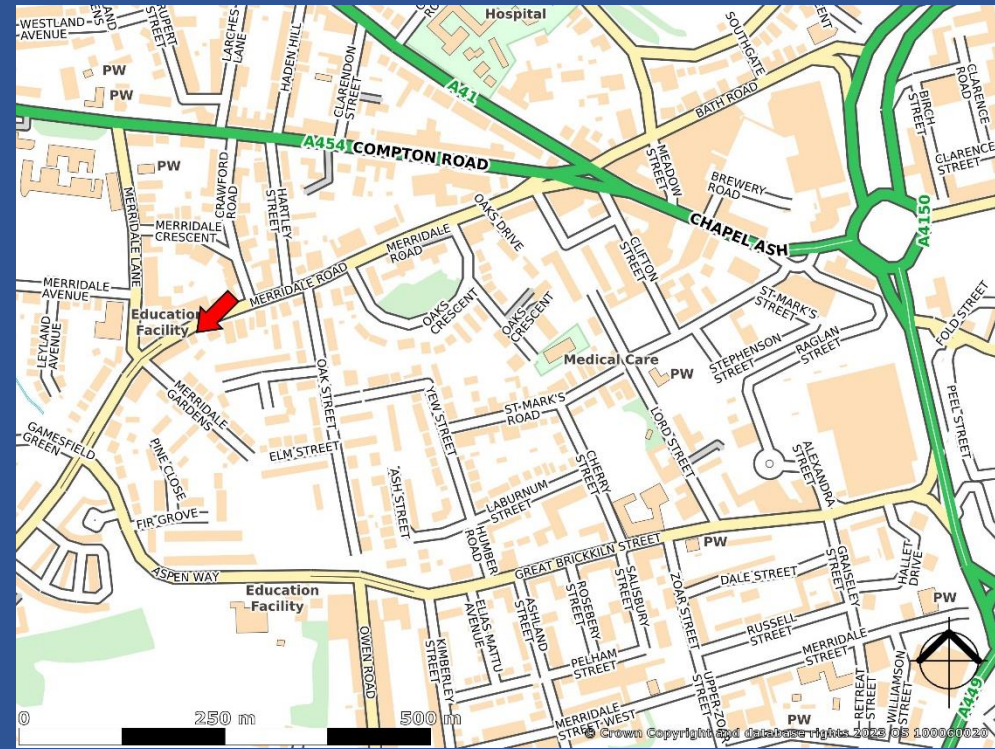 Hospital
WESTLAND
AVENUE
RUPERT
STREET
LARCHES
LANE
HADEN HILL
CLARENDON
STREET
A41
SOUTHGATE
BATH ROAD
BIRCH
STREET
CLARENCE
ROAD
CLARENCE
STREET
PW
PW
PW
A454 COMPTON ROAD
MEADOW
STREET
BREWERY
ROAD
CHAPEL ASH
A4150
MERRIDALE LANE
CRAWFORD
ROAD
HARTLEY
STREET
MERRIDALE
CRESCENT
MERRIDALE
ROAD
OAKS DRIVE
CLIFTON
STREET
MERRIDALE
AVENUE
MERRIDALE ROAD
OAKS
CRESCENT
OAKS
CRESCENT
ST-MARK'S
STREET
FOLD STREET
Education
Facility
LEYLAND
AVENUE
Medical Care
PW
STEPHENSON
STREET
RAGLAN
STREET
MERRIDALE
GARDENS
OAK STREET
YEW STREET
ST-MARK'S
ROAD
LORD STREET
PEEL STREET
GAMESFIELD
GREEN
PINE CLOSE
ELM STREET
ASH STREET
CHERRY
STREET
ALEXANDRA
STREET
LABURNUM
STREET
FIR GROVE
HUMBER
ROAD
GREAT BRICKKILN STREET
PW
ASPEN WAY
Education
Facility
DALE STREET
GRAISELEY
STREET
HALLET
DRIVE
PW
OWEN ROAD
KIMBERLEY
STREET
ELIAS MATTU
AVENUE
ASHLAND
STREET
ROSEBERY
STREET
SALISBURY
STREET
ZOAR STREET
RUSSELL
STREET
MERRIDALE
STREET
PELHAM
STREET
UPPER-ZO
STREET
RETREAT
STREET
WILLIAMSON
STREET
A449
MERRIDALE
STREET-WEST
PW
0 250 m 500 m
© Crown Copyright and database rights 2023 OS 100060020